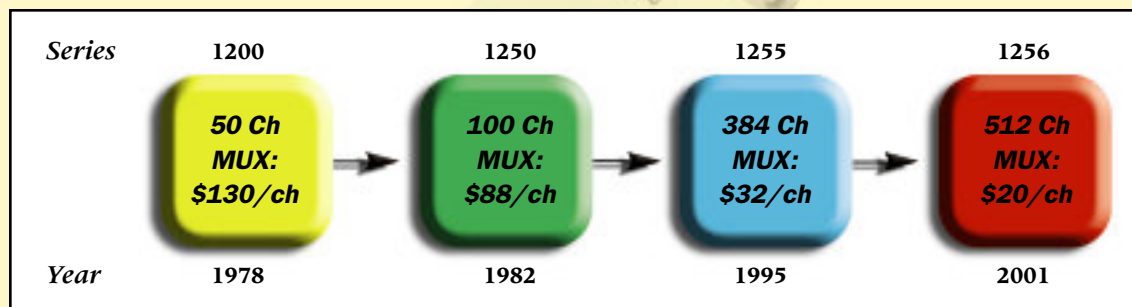 Series 1200 1250 1255 1256
50 Ch 100 Ch 384 Ch 512 Ch
MUX: MUX: MUX: MUX:
$130/ch $88/ch $32/ch $20/ch
Year 1978 1982 1995 2001